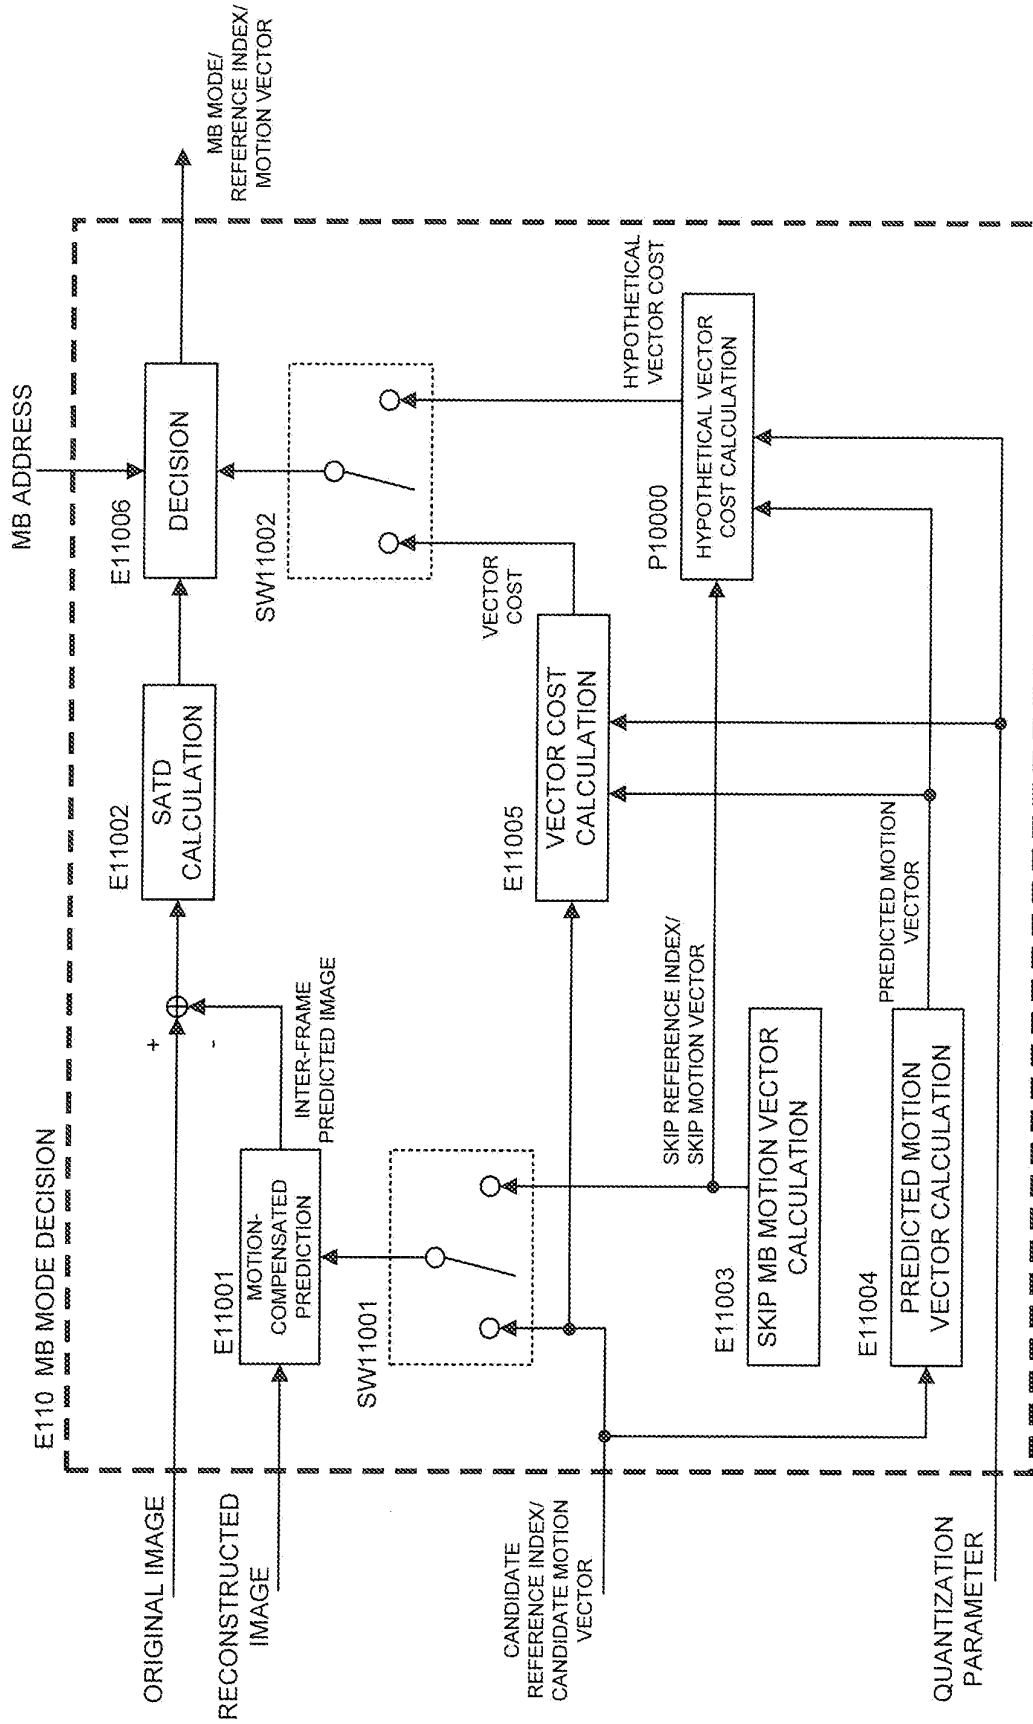 E110 MB MODE DECISION
MB ADDRESS
ORIGINAL IMAGE
+
-
E11002
SATD
CALCULATION
E11006
DECISION
MB MODE/
REFERENCE INDEX/
MOTION VECTOR
RECONSTRUCTED
IMAGE
E11001
MOTION-
COMPENSATED
PREDICTION
INTER-FRAME
PREDICTED IMAGE
SW11002
SW11001
VECTOR
COST
HYPOTHETICAL
VECTOR COST
CANDIDATE
REFERENCE INDEX/
CANDIDATE MOTION
VECTOR
E11005
VECTOR COST
CALCULATION
SKIP REFERENCE INDEX/
SKIP MOTION VECTOR
P10000
HYPOTHETICAL VECTOR
COST CALCULATION
E11003
SKIP MB MOTION VECTOR
CALCULATION
E11004
PREDICTED MOTION
VECTOR CALCULATION
PREDICTED MOTION
VECTOR
QUANTIZATION
PARAMETER